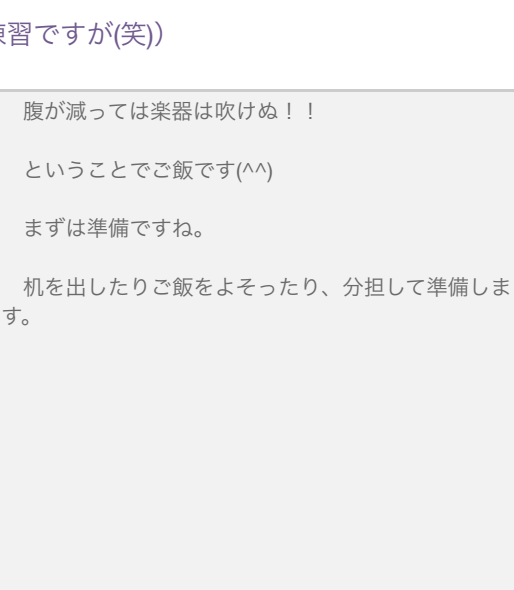 練習ですが(笑)）
腹が減っては楽器は吹けぬ！！
ということでご飯です(^^)
まずは準備ですね。
机を出したりご飯をよそったり、分担して準備しま
す。